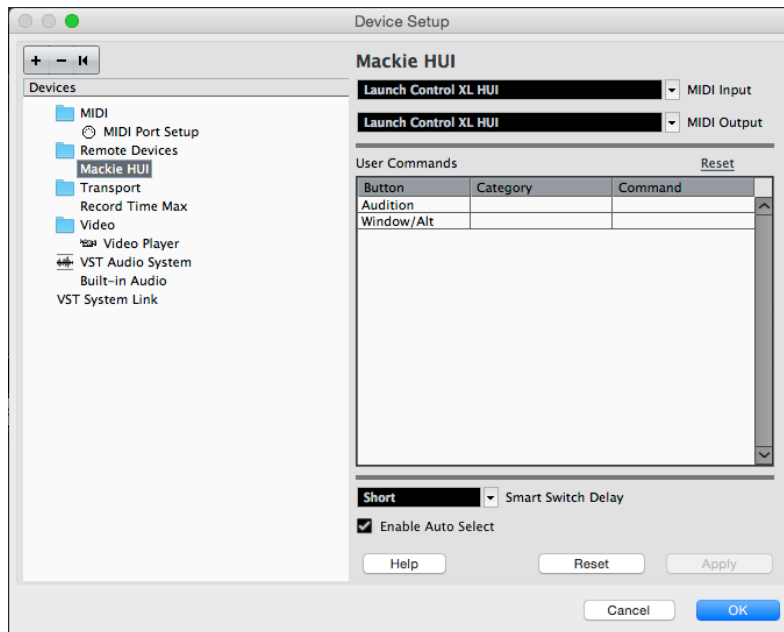 Device Setup
+ −
Devices
MIDI
MIDI Port Setup
Remote Devices
Mackie HUI
Transport
Record Time Max
Video
Video Player
VST Audio System
Built-in Audio
VST System Link
Mackie HUI
Launch Control XL HUI MIDI Input
Launch Control XL HUI MIDI Output
User Commands Reset
Button Category Command
Audition
Window/Alt
Short Smart Switch Delay
Enable Auto Select
Help Reset Apply
Cancel OK